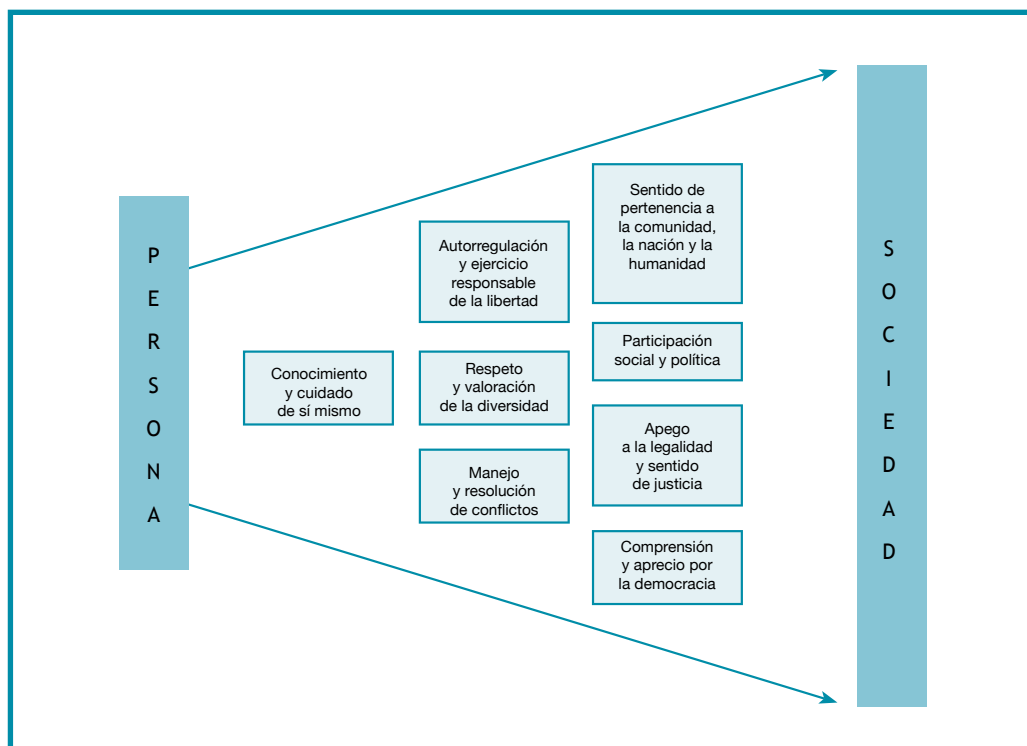 PERSONA
Conocimiento
y cuidado
de sí mismo
Autorregulación
y ejercicio
responsable
de la libertad
Respeto
y valoración
de la diversidad
Manejo
y resolución
de conflictos
Sentido de
pertenencia a
la comunidad,
la nación y la
humanidad
Participación
social y política
Apego
a la legalidad
y sentido
de justicia
Comprensión
y aprecio por
la democracia
SOCIEDAD